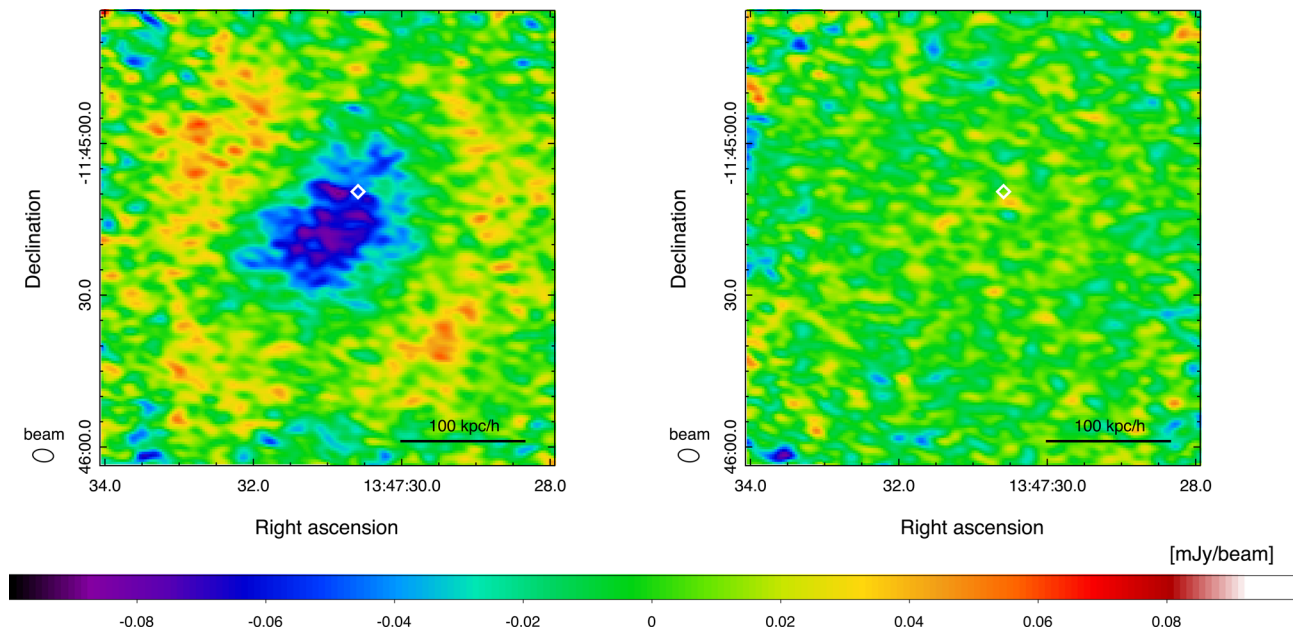 Declination
-11:45:00.0
30.0
46:00.0
beam
100 kpc/h
34.0 32.0 13:47:30.0 28.0
Right ascension
Declination
-11:45:00.0
30.0
46:00.0
beam
100 kpc/h
34.0 32.0 13:47:30.0 28.0
Right ascension
[mJy/beam]
-0.08 -0.06 -0.04 -0.02 0 0.02 0.04 0.06 0.08